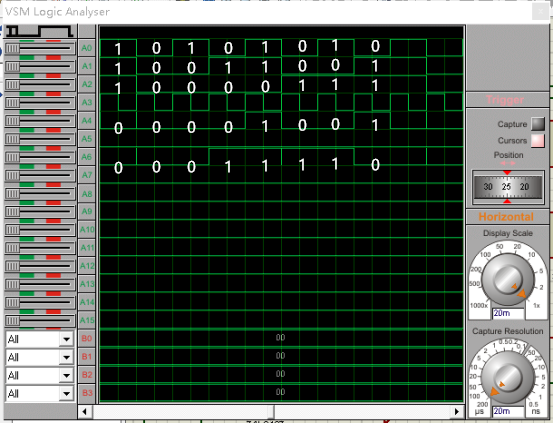 VSM Logic Analyser
A0 1 0 1 0 1 0 1 0
A1 1 0 0 1 1 0 0 1
A2 1 0 0 0 0 1 1 1
A3
A4 0 0 0 0 1 0 0 1
A5
A6 0 0 0 1 1 1 1 0
A7
A8
A9
A10
A11
A12
A13
A14
A15
All B0 00
All B1 00
All B2 00
All B3 00
Trigger
Capture
Cursors
Position
30 25 20
Horizontal
Display Scale
50 20
100 10
200 5
500 2
1000x 1x
20m
Capture Resolution
1 0.5 0.2
2 0.1
5 50
10 20
20 10
50 5
100 2
200 1 0.5
µs ns
20m